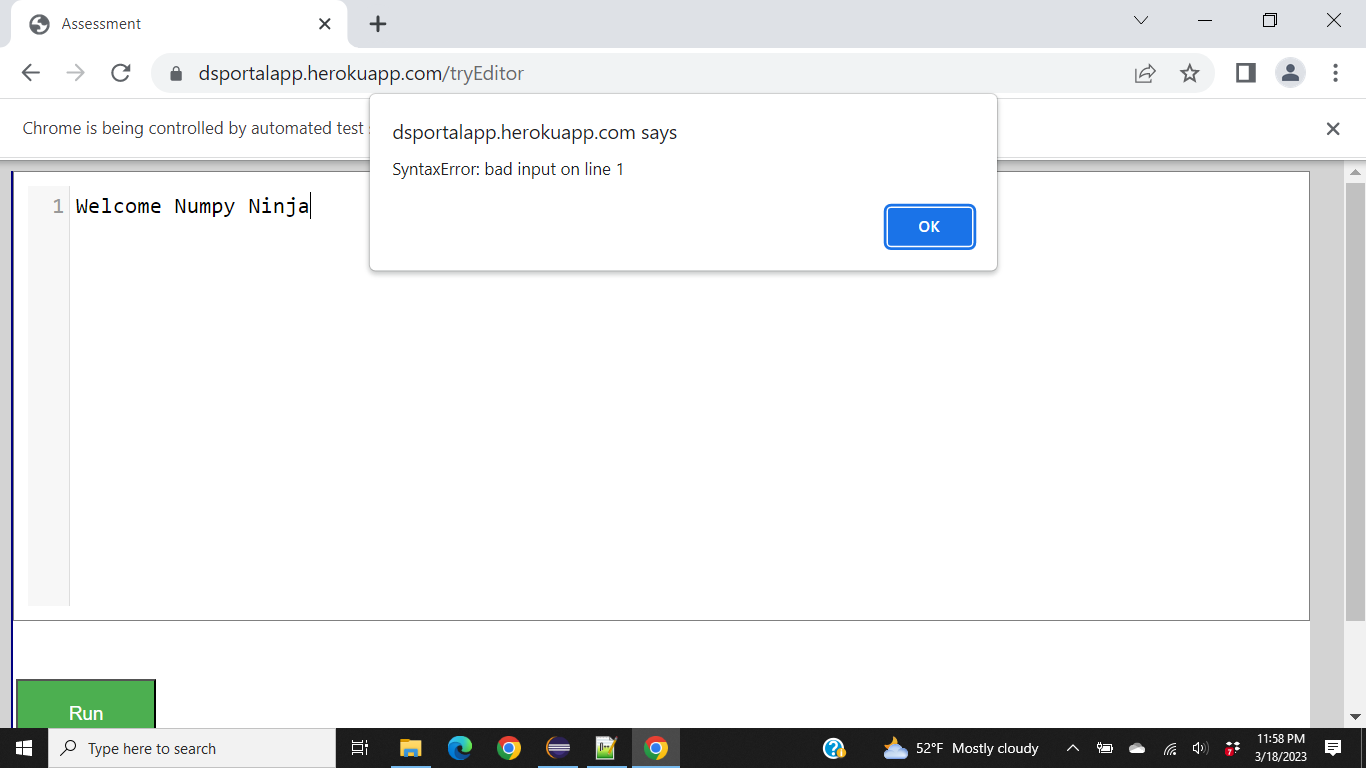 Assessment
dsportalapp.herokuapp.com/tryEditor
Chrome is being controlled by automated test
dsportalapp.herokuapp.com says
SyntaxError: bad input on line 1
OK
1 Welcome Numpy Ninja
Run
Type here to search
52°F Mostly cloudy
7
11:58 PM
3/18/2023